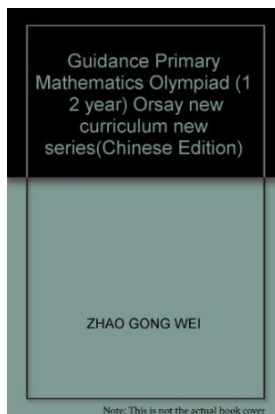 Guidance Primary
Mathematics Olympiad (1
2 year) Orsay new
curriculum new
series(Chinese Edition)
ZHAO GONG WEI
Note: This is not the actual book cover